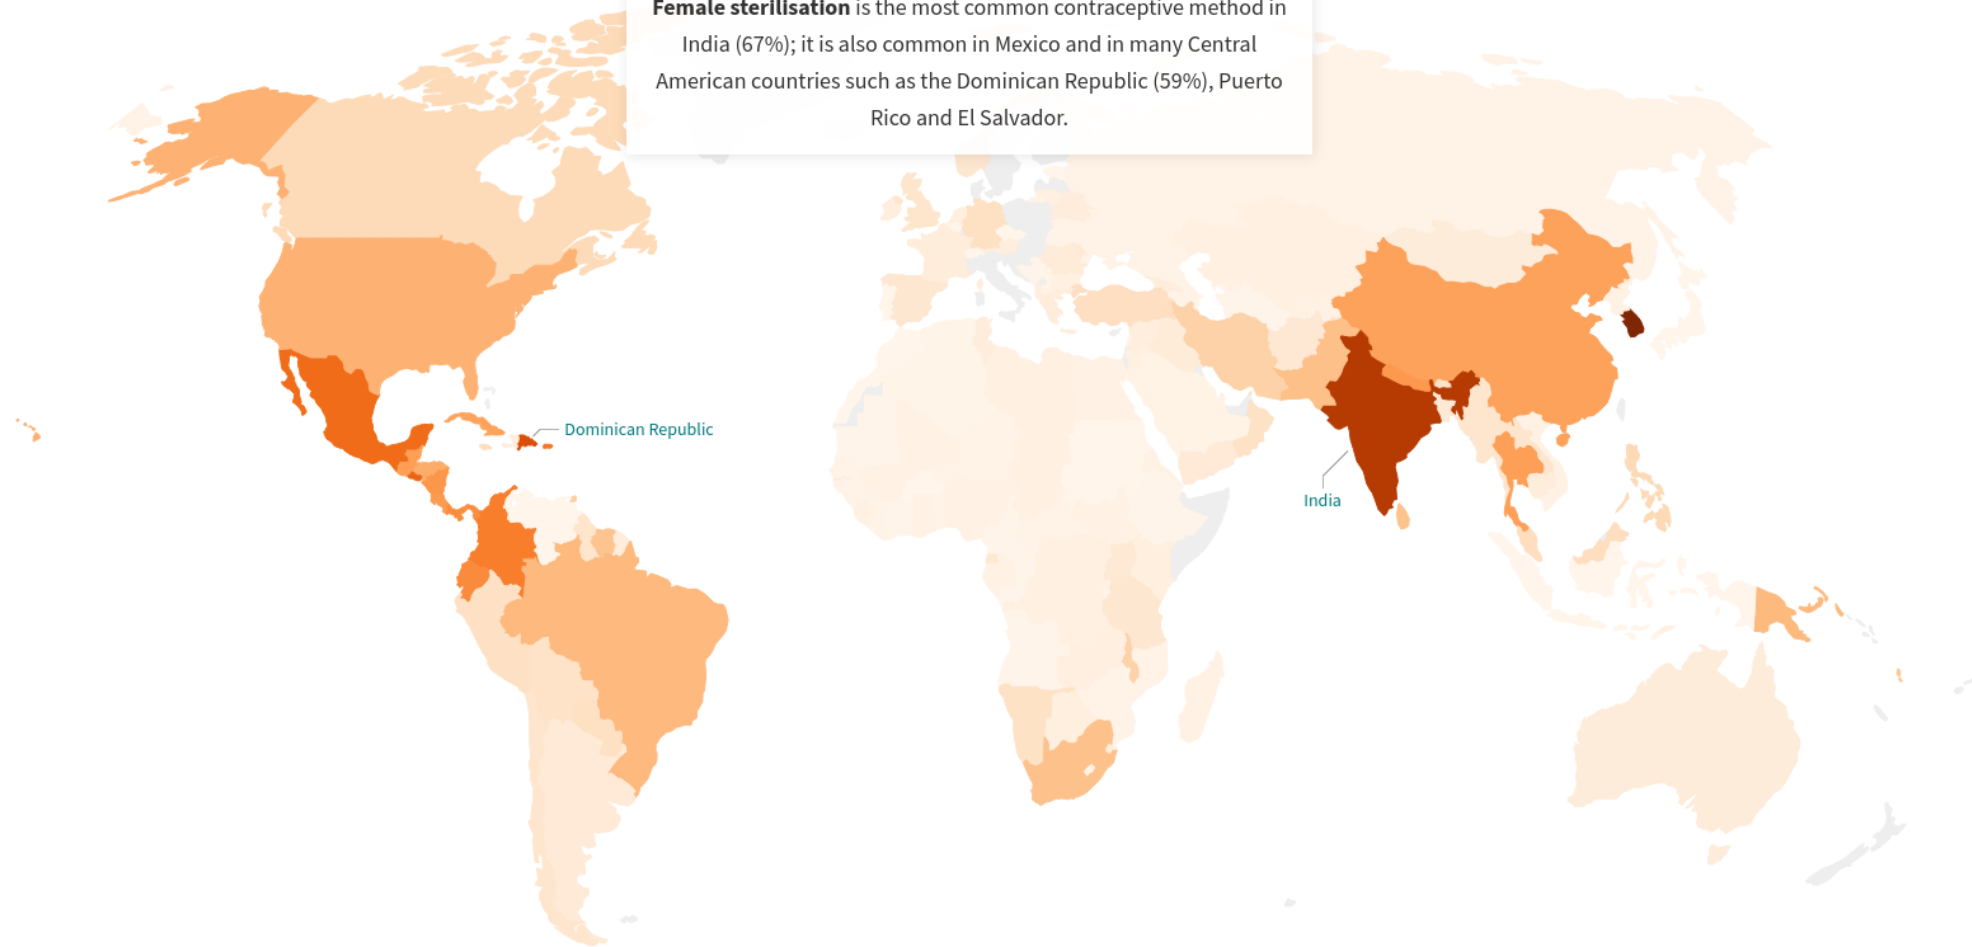 Female sterilisation is the most common contraceptive method in
India (67%); it is also common in Mexico and in many Central
American countries such as the Dominican Republic (59%), Puerto
Rico and El Salvador.
Dominican Republic
India